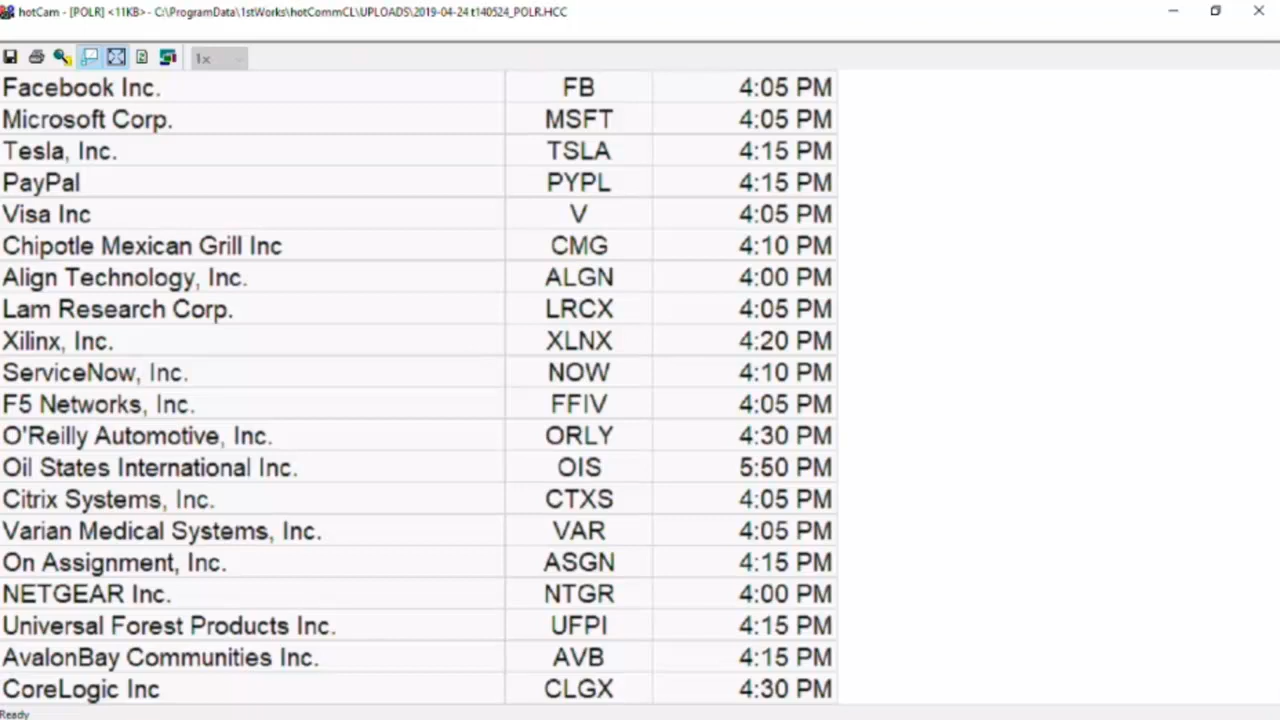 hotCam - [POLR] <11KB> - C:\ProgramData\1stWorks\hotCommCL\UPLOADS\2019-04-24 t140524_POLR.HCC
1x
Facebook Inc. FB 4:05 PM
Microsoft Corp. MSFT 4:05 PM
Tesla, Inc. TSLA 4:15 PM
PayPal PYPL 4:15 PM
Visa Inc V 4:05 PM
Chipotle Mexican Grill Inc CMG 4:10 PM
Align Technology, Inc. ALGN 4:00 PM
Lam Research Corp. LRCX 4:05 PM
Xilinx, Inc. XLNX 4:20 PM
ServiceNow, Inc. NOW 4:10 PM
F5 Networks, Inc. FFIV 4:05 PM
O'Reilly Automotive, Inc. ORLY 4:30 PM
Oil States International Inc. OIS 5:50 PM
Citrix Systems, Inc. CTXS 4:05 PM
Varian Medical Systems, Inc. VAR 4:05 PM
On Assignment, Inc. ASGN 4:15 PM
NETGEAR Inc. NTGR 4:00 PM
Universal Forest Products Inc. UFPI 4:15 PM
AvalonBay Communities Inc. AVB 4:15 PM
CoreLogic Inc CLGX 4:30 PM
Ready